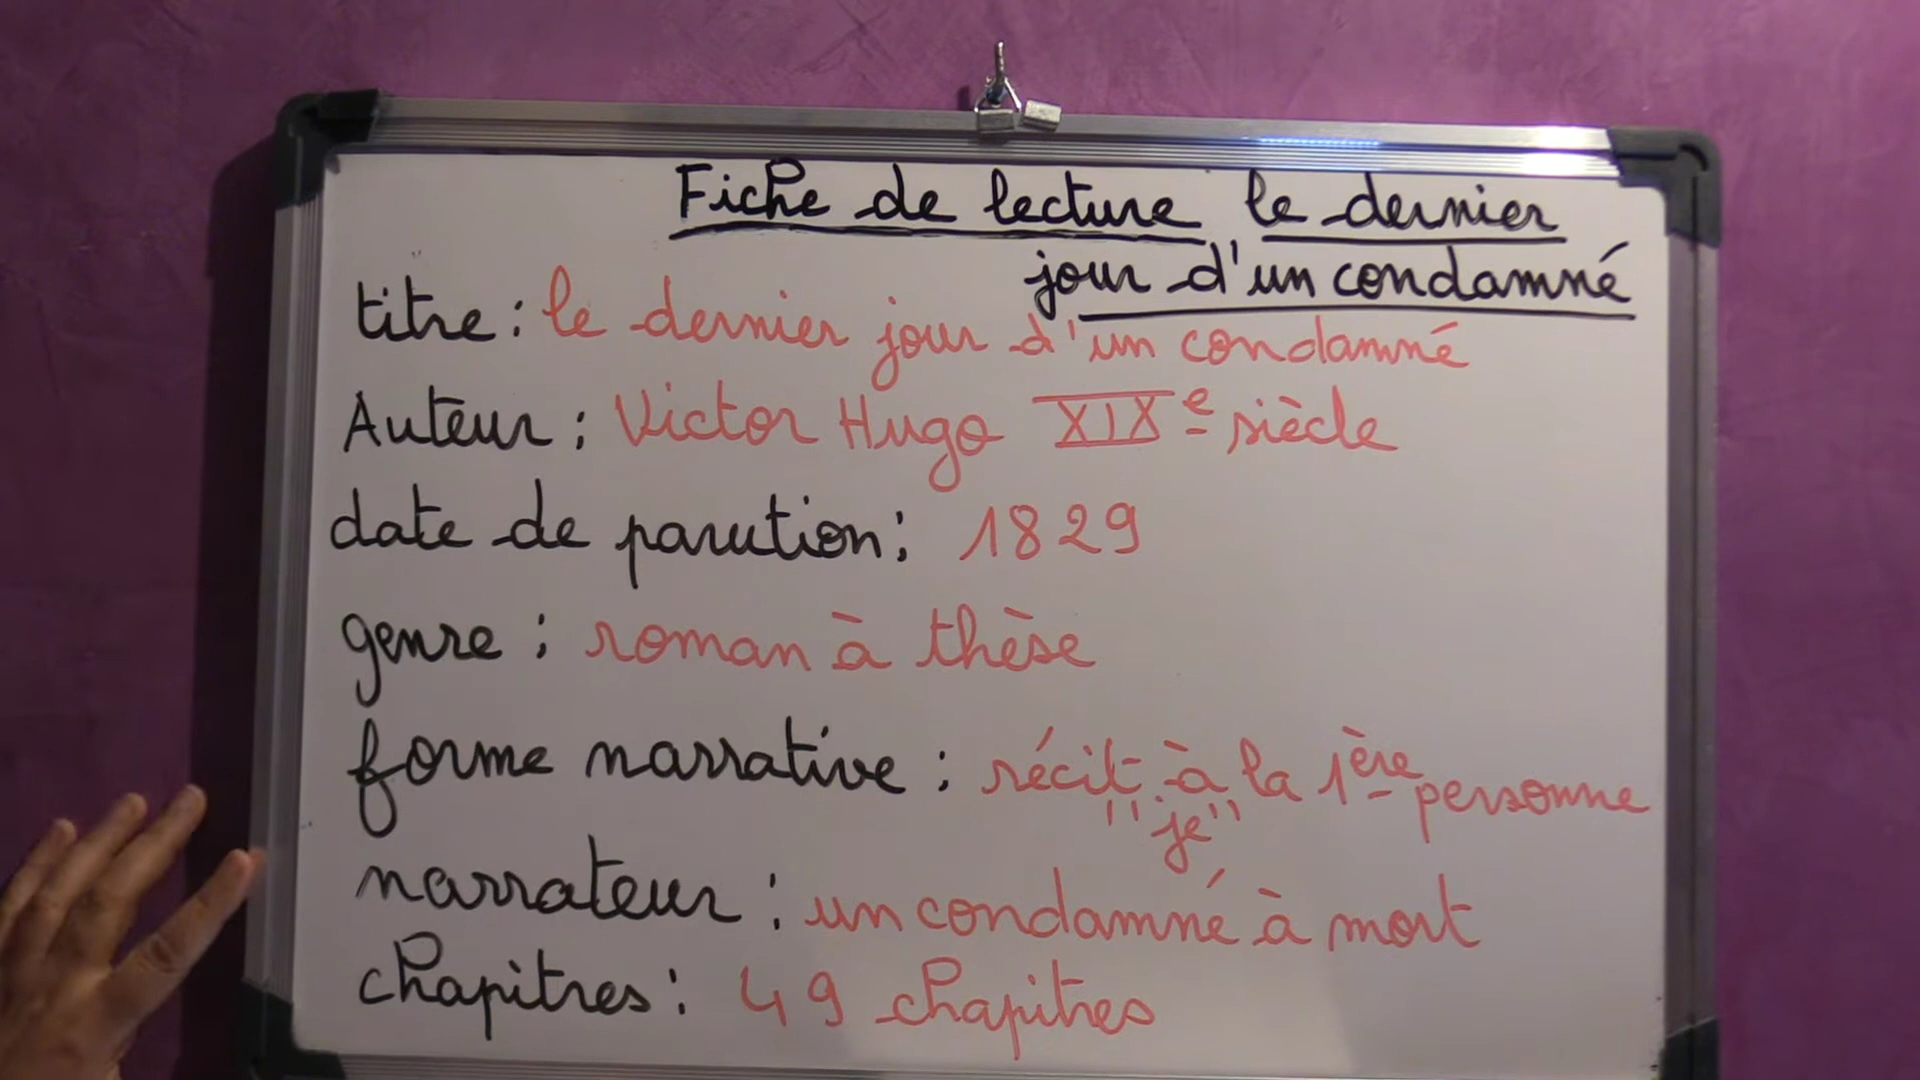 Fiche de lecture le dernier
jour d'un condamné
titre : le dernier jour d'un condamné
Auteur : Victor Hugo XIXe siècle
date de parution : 1829
genre : roman à thèse
forme narrative : récit à la 1ère personne
"je"
narrateur : un condamné à mort
chapitres : 49 chapitres